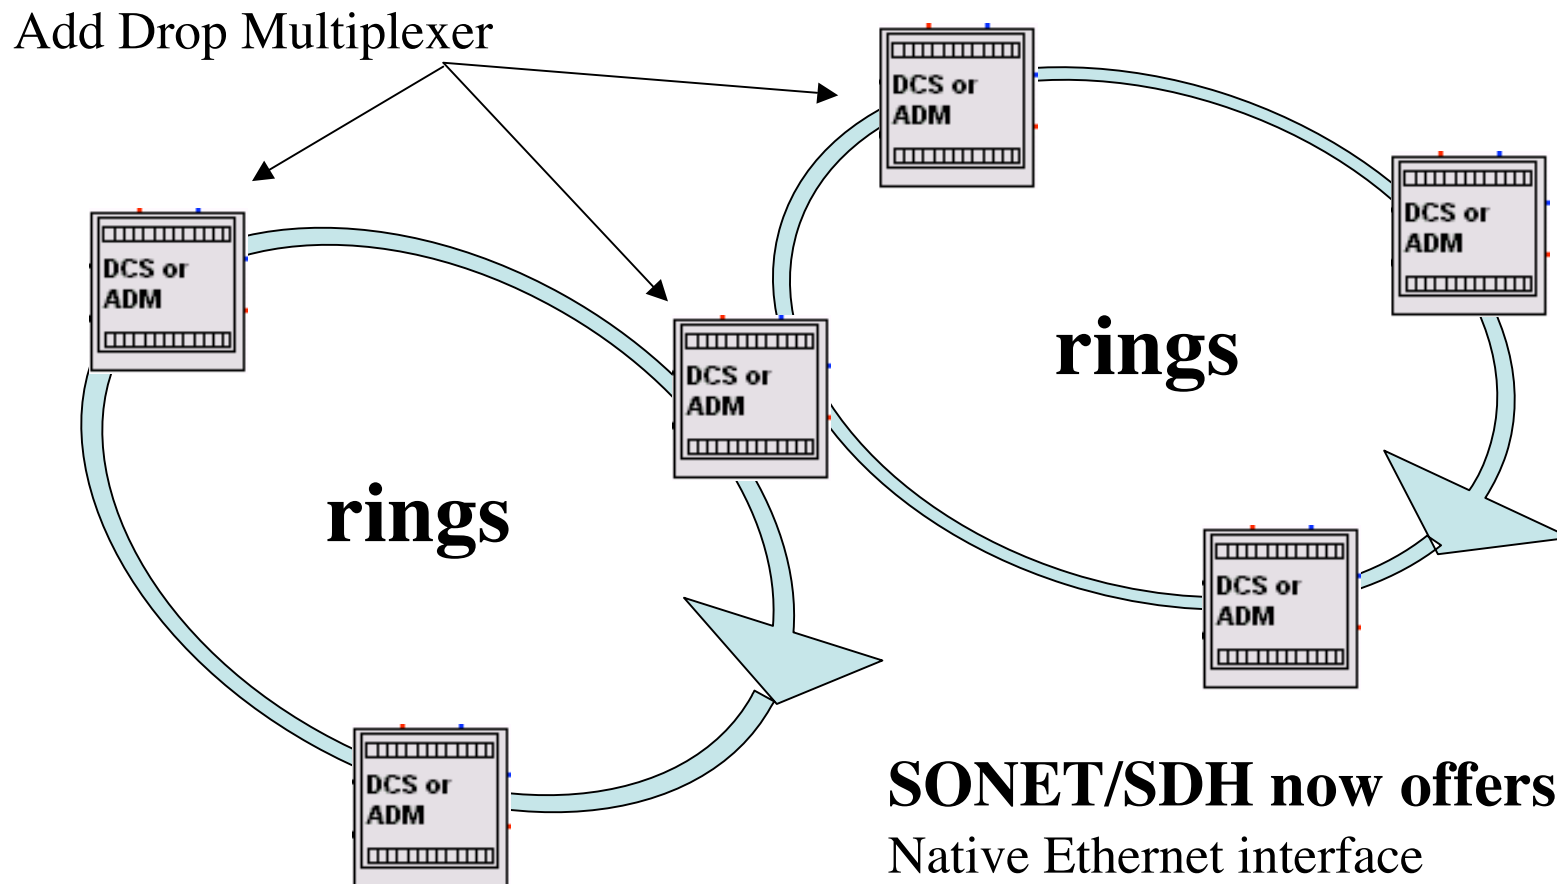 Add Drop Multiplexer
DCS or
ADM
DCS or
ADM
DCS or
ADM
DCS or
ADM
rings
rings
DCS or
ADM
DCS or
ADM
SONET/SDH now offers
Native Ethernet interface